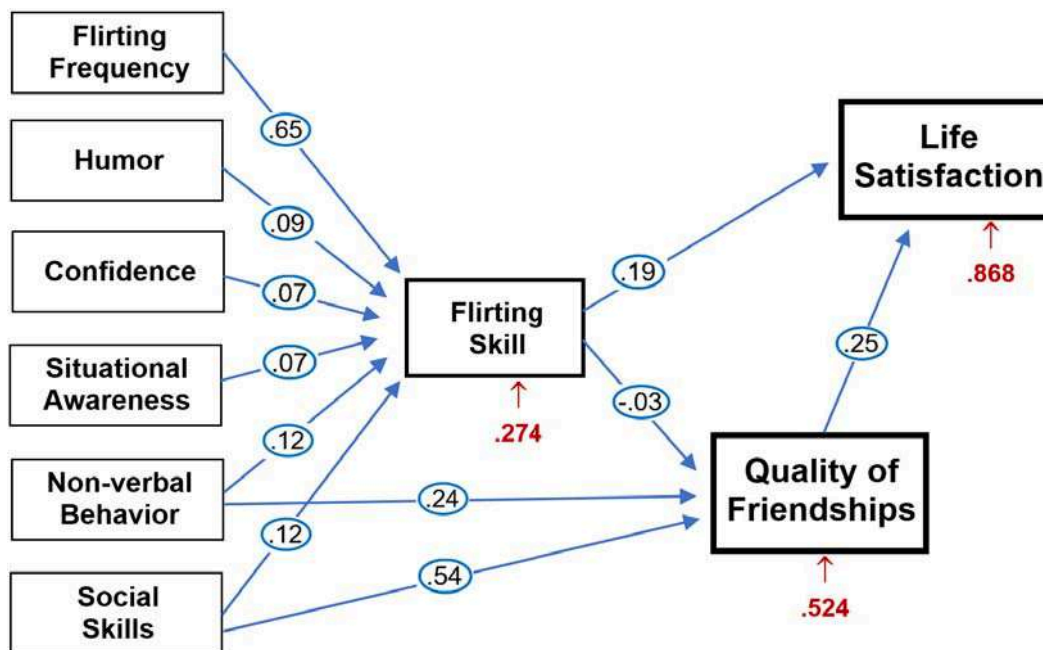 Flirting
Frequency
.65
Humor
.09
Confidence
.07
Situational
Awareness
.07
Non-verbal
Behavior
.12
.24
Social
Skills
.12
.54
Flirting
Skill
.274
.19
-.03
Life
Satisfaction
.868
.25
Quality of
Friendships
.524